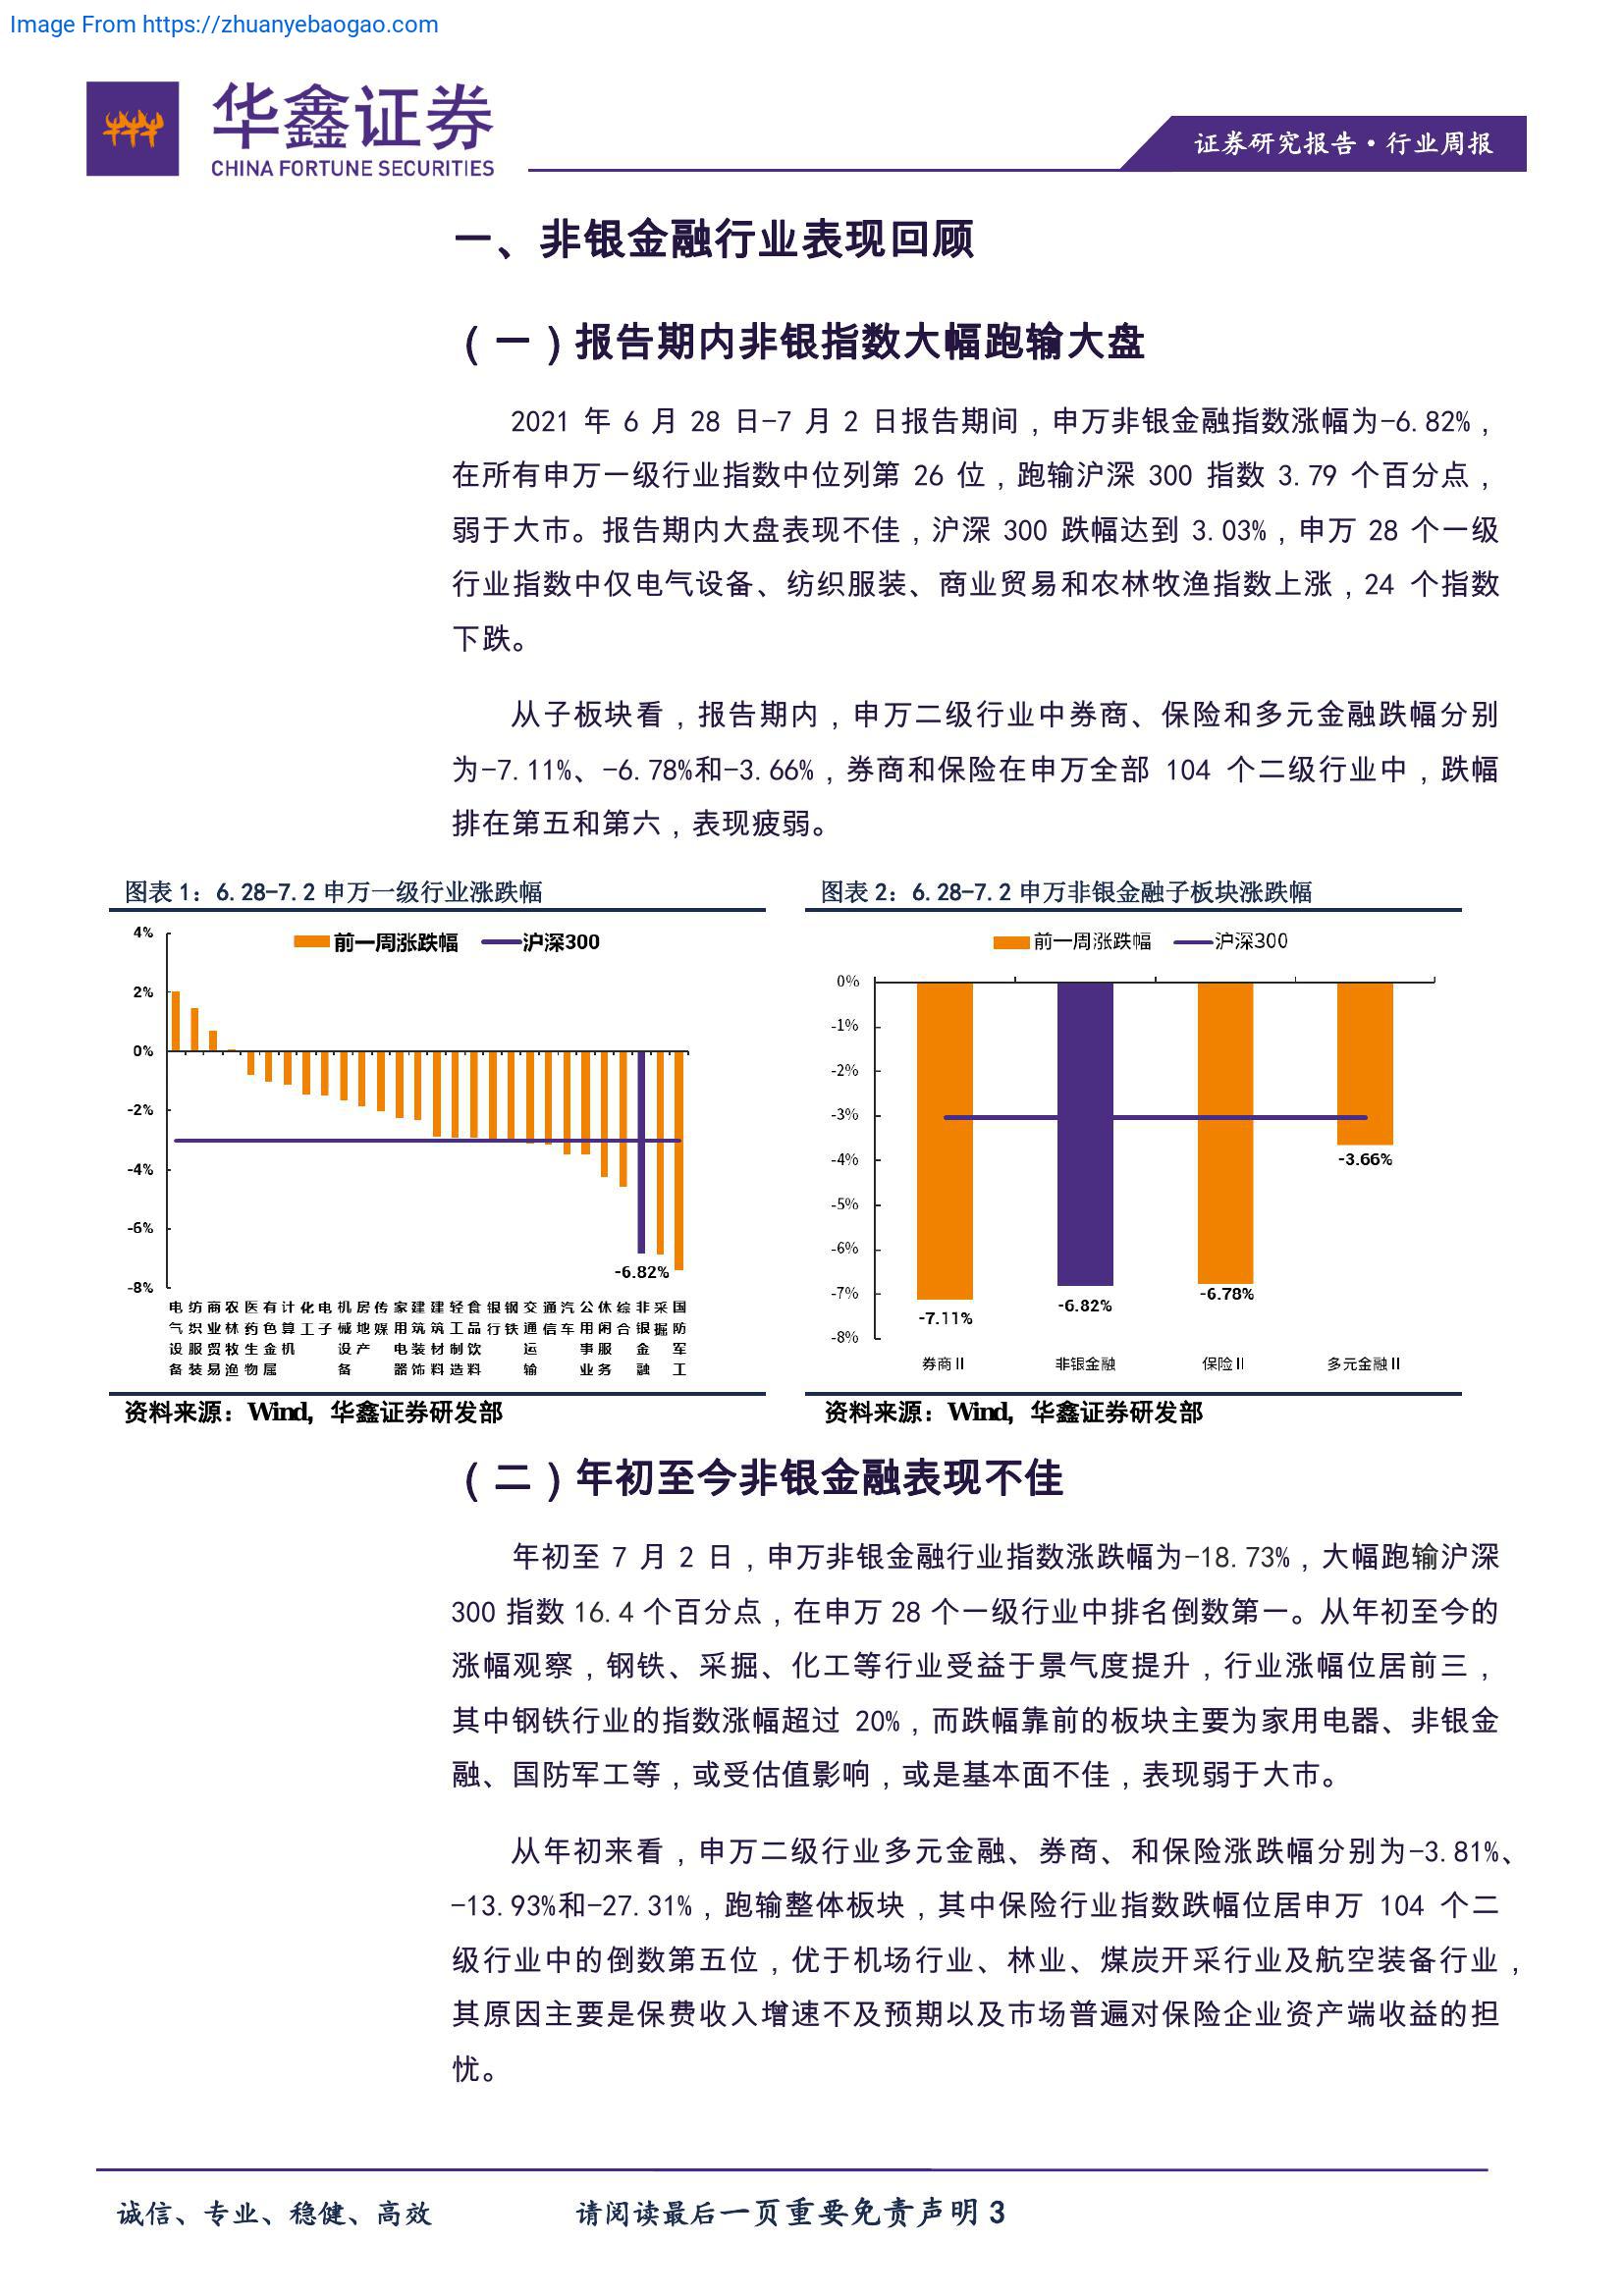 Image From https://zhuanyebaogao.com
华鑫证券
CHINA FORTUNE SECURITIES
证券研究报告·行业周报
一、非银金融行业表现回顾
(一)报告期内非银指数大幅跑输大盘
2021 年 6 月 28 日-7 月 2 日报告期间，申万非银金融指数涨幅为-6.82%，
在所有申万一级行业指数中位列第 26 位，跑输沪深 300 指数 3.79 个百分点，
弱于大市。报告期内大盘表现不佳，沪深 300 跌幅达到 3.03%，申万 28 个一级
行业指数中仅电气设备、纺织服装、商业贸易和农林牧渔指数上涨，24 个指数
下跌。
从子板块看，报告期内，申万二级行业中券商、保险和多元金融跌幅分别
为-7.11%、-6.78%和-3.66%，券商和保险在申万全部 104 个二级行业中，跌幅
排在第五和第六，表现疲弱。
图表 1：6.28-7.2 申万一级行业涨跌幅
前一周涨跌幅 沪深300
4%
2%
0%
-2%
-4%
-6%
-8%
-6.82%
电气设备 纺织服装 商业贸易 农林牧渔 医药生物 有色金属 计算机 化工 电子 机械设备 房地产 传媒 家用电器 建筑装饰 建筑材料 轻工制造 食品饮料 银行 钢铁 交通运输 通信 汽车 公用事业 休闲服务 综合 非银金融 采掘 国防军工
资料来源：Wind，华鑫证券研发部
图表 2：6.28-7.2 申万非银金融子板块涨跌幅
前一周涨跌幅 沪深300
0%
-1%
-2%
-3%
-4%
-5%
-6%
-7%
-8%
-7.11%
-6.82%
-6.78%
-3.66%
券商II 非银金融 保险II 多元金融II
资料来源：Wind，华鑫证券研发部
(二)年初至今非银金融表现不佳
年初至 7 月 2 日，申万非银金融行业指数涨跌幅为-18.73%，大幅跑输沪深
300 指数 16.4 个百分点，在申万 28 个一级行业中排名倒数第一。从年初至今的
涨幅观察，钢铁、采掘、化工等行业受益于景气度提升，行业涨幅位居前三，
其中钢铁行业的指数涨幅超过 20%，而跌幅靠前的板块主要为家用电器、非银金
融、国防军工等，或受估值影响，或是基本面不佳，表现弱于大市。
从年初来看，申万二级行业多元金融、券商、和保险涨跌幅分别为-3.81%、
-13.93%和-27.31%，跑输整体板块，其中保险行业指数跌幅位居申万 104 个二
级行业中的倒数第五位，优于机场行业、林业、煤炭开采行业及航空装备行业，
其原因主要是保费收入增速不及预期以及市场普遍对保险企业资产端收益的担
忧。
诚信、专业、稳健、高效 请阅读最后一页重要免责声明 3